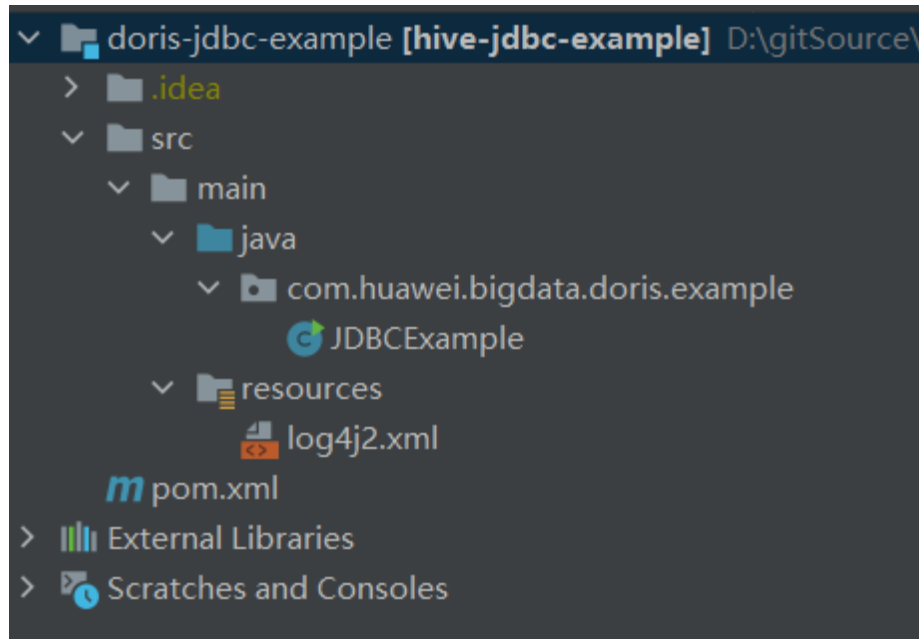 doris-jdbc-example [hive-jdbc-example] D:\gitSource\
.idea
src
main
java
com.huawei.bigdata.doris.example
JDBCExample
resources
log4j2.xml
pom.xml
External Libraries
Scratches and Consoles